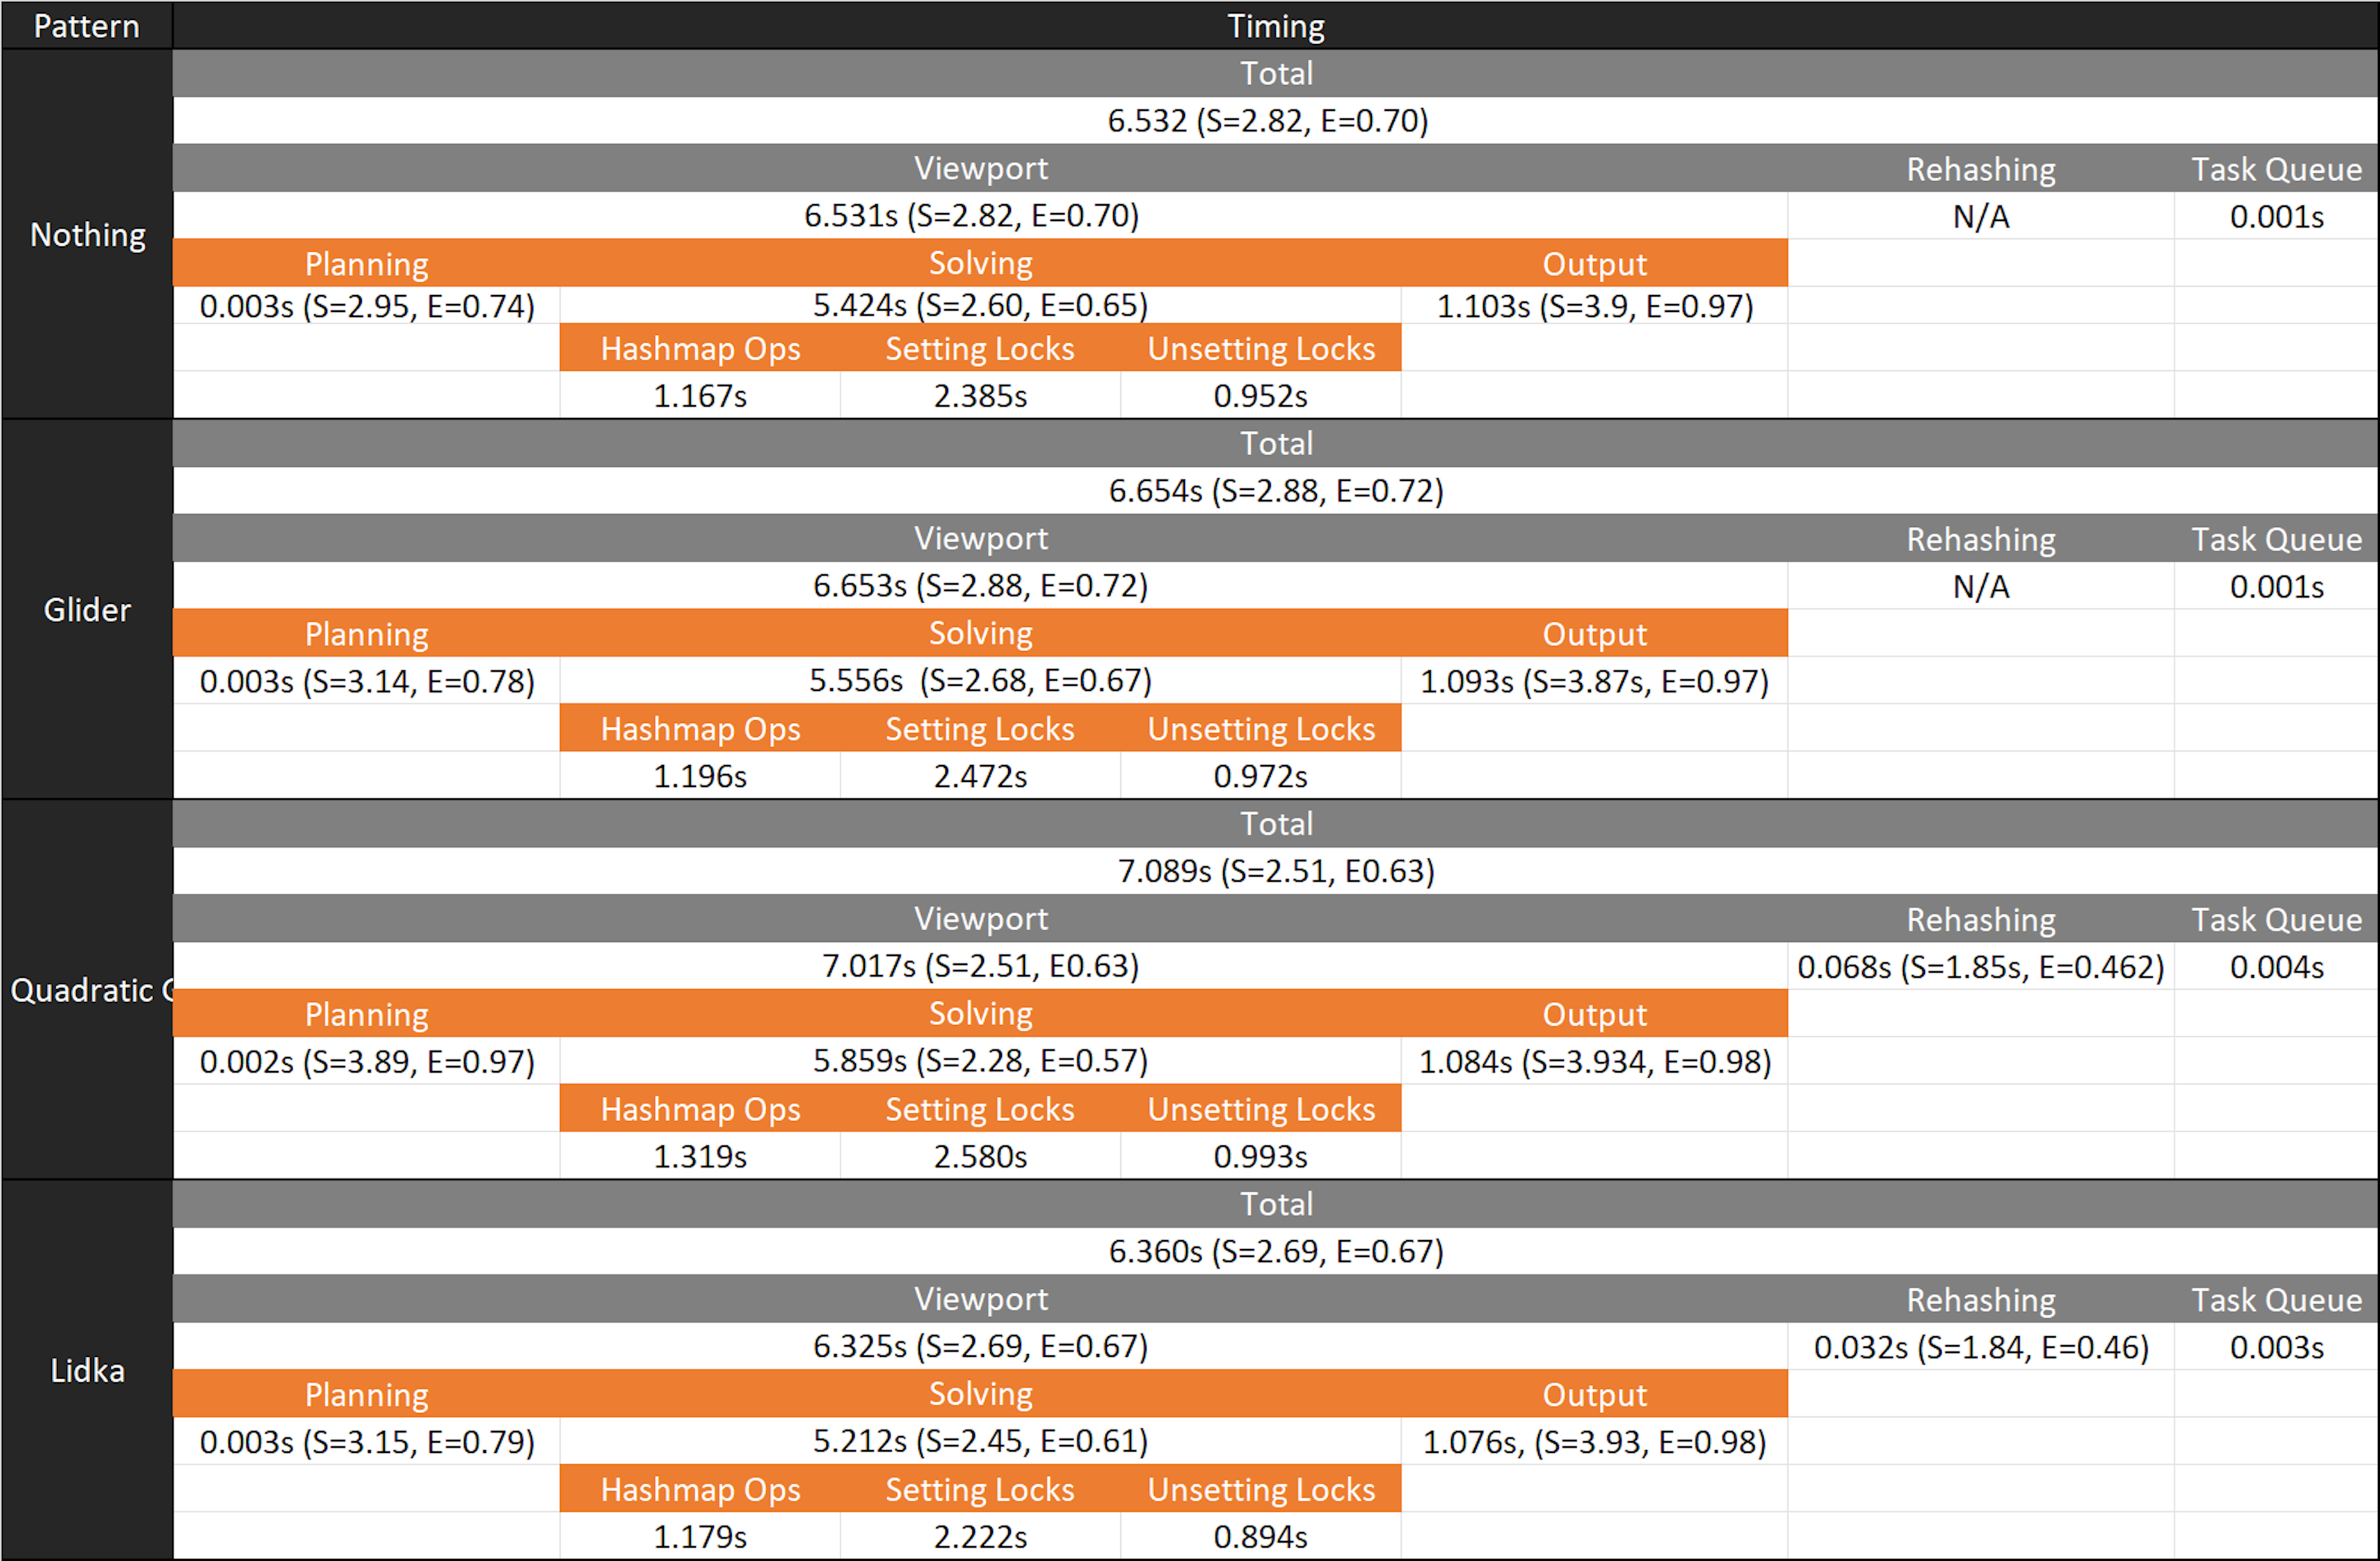 Pattern Timing
Nothing
Total
6.532 (S=2.82, E=0.70)
Viewport Rehashing Task Queue
6.531s (S=2.82, E=0.70) N/A 0.001s
Planning Solving Output
0.003s (S=2.95, E=0.74) 5.424s (S=2.60, E=0.65) 1.103s (S=3.9, E=0.97)
Hashmap Ops Setting Locks Unsetting Locks
1.167s 2.385s 0.952s
Glider
Total
6.654s (S=2.88, E=0.72)
Viewport Rehashing Task Queue
6.653s (S=2.88, E=0.72) N/A 0.001s
Planning Solving Output
0.003s (S=3.14, E=0.78) 5.556s (S=2.68, E=0.67) 1.093s (S=3.87s, E=0.97)
Hashmap Ops Setting Locks Unsetting Locks
1.196s 2.472s 0.972s
Quadratic
Total
7.089s (S=2.51, E0.63)
Viewport Rehashing Task Queue
7.017s (S=2.51, E0.63) 0.068s (S=1.85s, E=0.462) 0.004s
Planning Solving Output
0.002s (S=3.89, E=0.97) 5.859s (S=2.28, E=0.57) 1.084s (S=3.934, E=0.98)
Hashmap Ops Setting Locks Unsetting Locks
1.319s 2.580s 0.993s
Lidka
Total
6.360s (S=2.69, E=0.67)
Viewport Rehashing Task Queue
6.325s (S=2.69, E=0.67) 0.032s (S=1.84, E=0.46) 0.003s
Planning Solving Output
0.003s (S=3.15, E=0.79) 5.212s (S=2.45, E=0.61) 1.076s, (S=3.93, E=0.98)
Hashmap Ops Setting Locks Unsetting Locks
1.179s 2.222s 0.894s